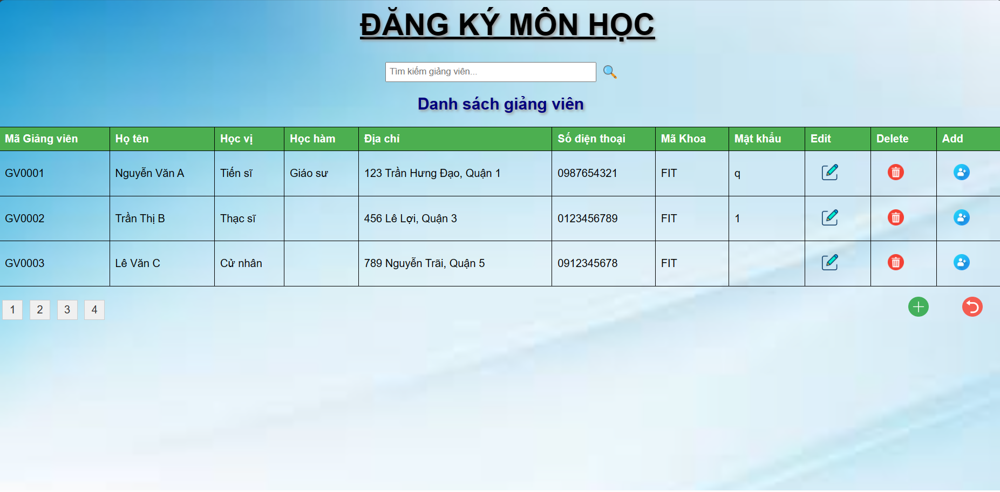 ĐĂNG KÝ MÔN HỌC
Tìm kiếm giảng viên...
Danh sách giảng viên
Mã Giảng viên Họ tên Học vị Học hàm Địa chỉ Số điện thoại Mã Khoa Mật khẩu Edit Delete Add
GV0001 Nguyễn Văn A Tiến sĩ Giáo sư 123 Trần Hưng Đạo, Quận 1 0987654321 FIT q
GV0002 Trần Thị B Thạc sĩ 456 Lê Lợi, Quận 3 0123456789 FIT 1
GV0003 Lê Văn C Cử nhân 789 Nguyễn Trãi, Quận 5 0912345678 FIT
1 2 3 4